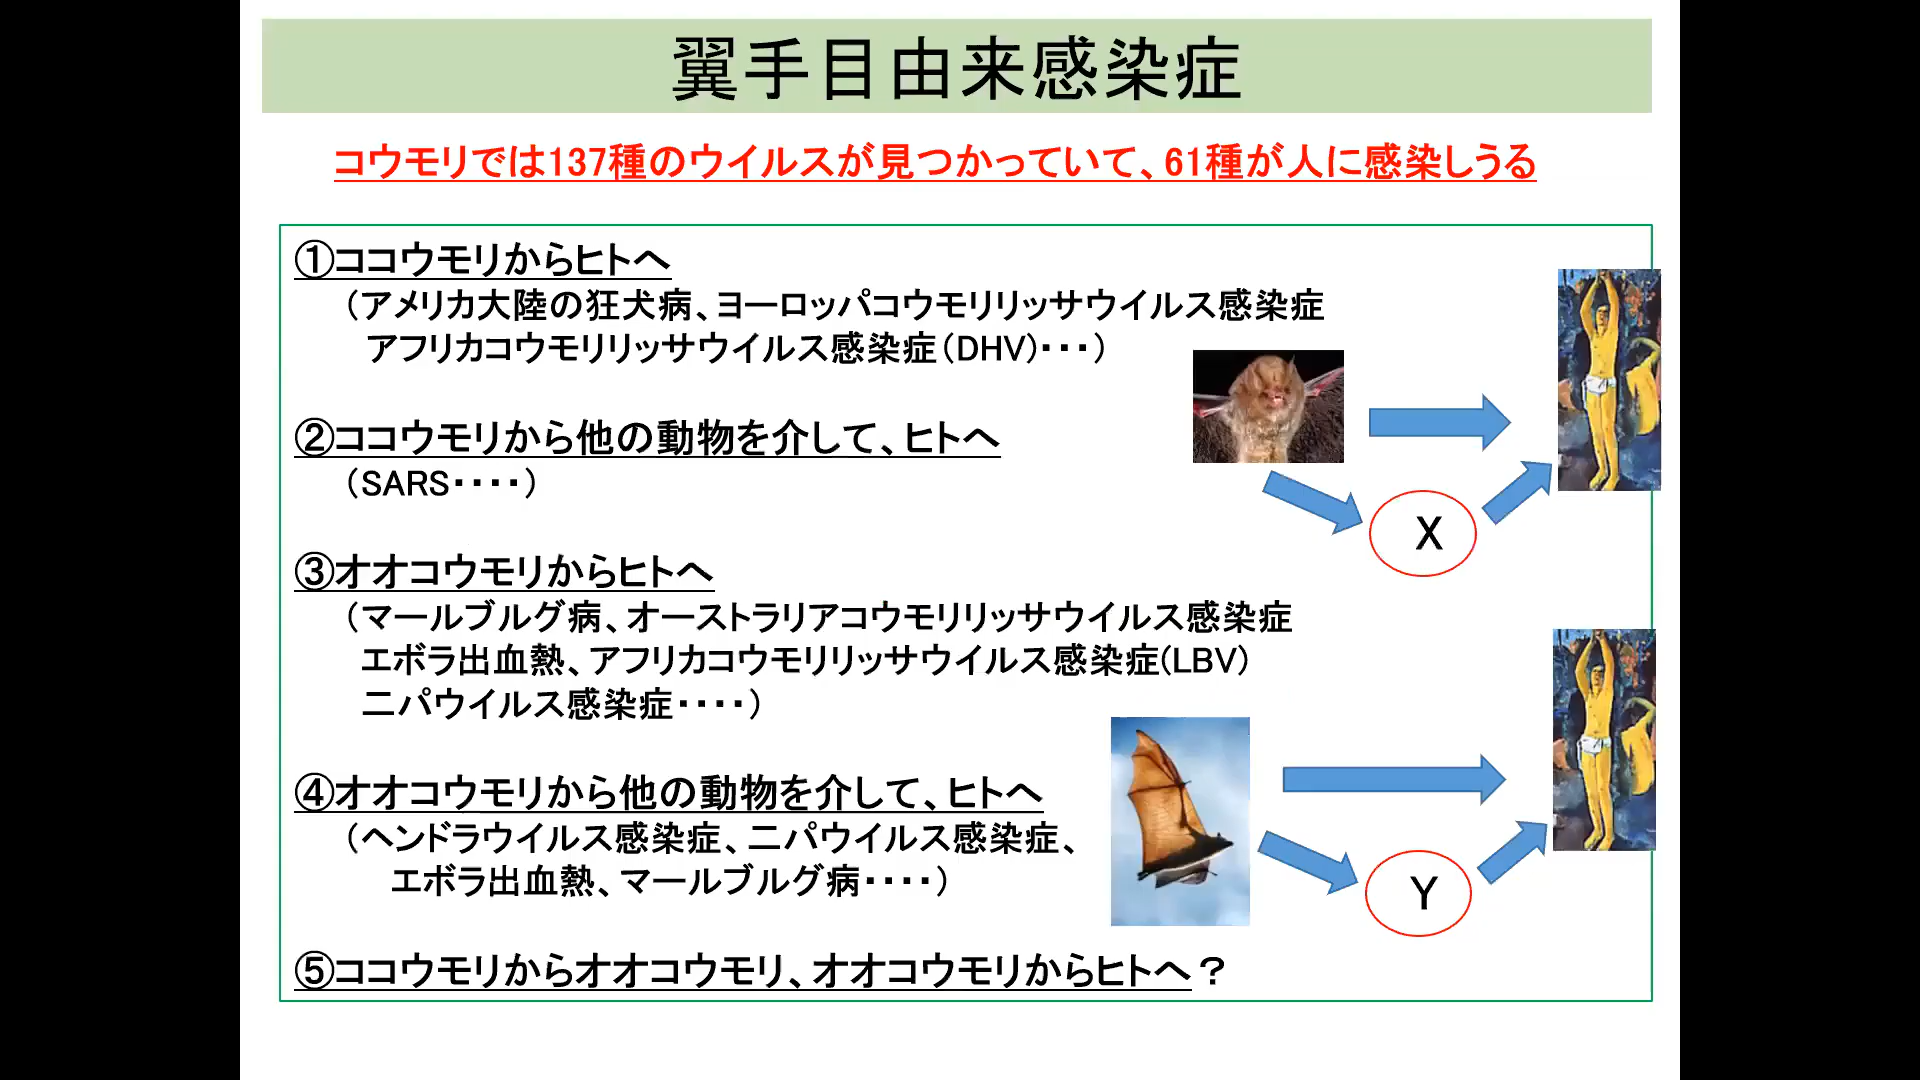 翼手目由来感染症
コウモリでは137種のウイルスが見つかっていて、61種が人に感染しうる
①ココウモリからヒトへ
（アメリカ大陸の狂犬病、ヨーロッパコウモリリッサウイルス感染症
アフリカコウモリリッサウイルス感染症（DHV)・・・）
②ココウモリから他の動物を介して、ヒトへ
（SARS・・・・）
X
③オオコウモリからヒトへ
（マールブルグ病、オーストラリアコウモリリッサウイルス感染症
エボラ出血熱、アフリカコウモリリッサウイルス感染症(LBV)
ニパウイルス感染症・・・・）
④オオコウモリから他の動物を介して、ヒトへ
（ヘンドラウイルス感染症、ニパウイルス感染症、
エボラ出血熱、マールブルグ病・・・・）
Y
⑤ココウモリからオオコウモリ、オオコウモリからヒトへ？